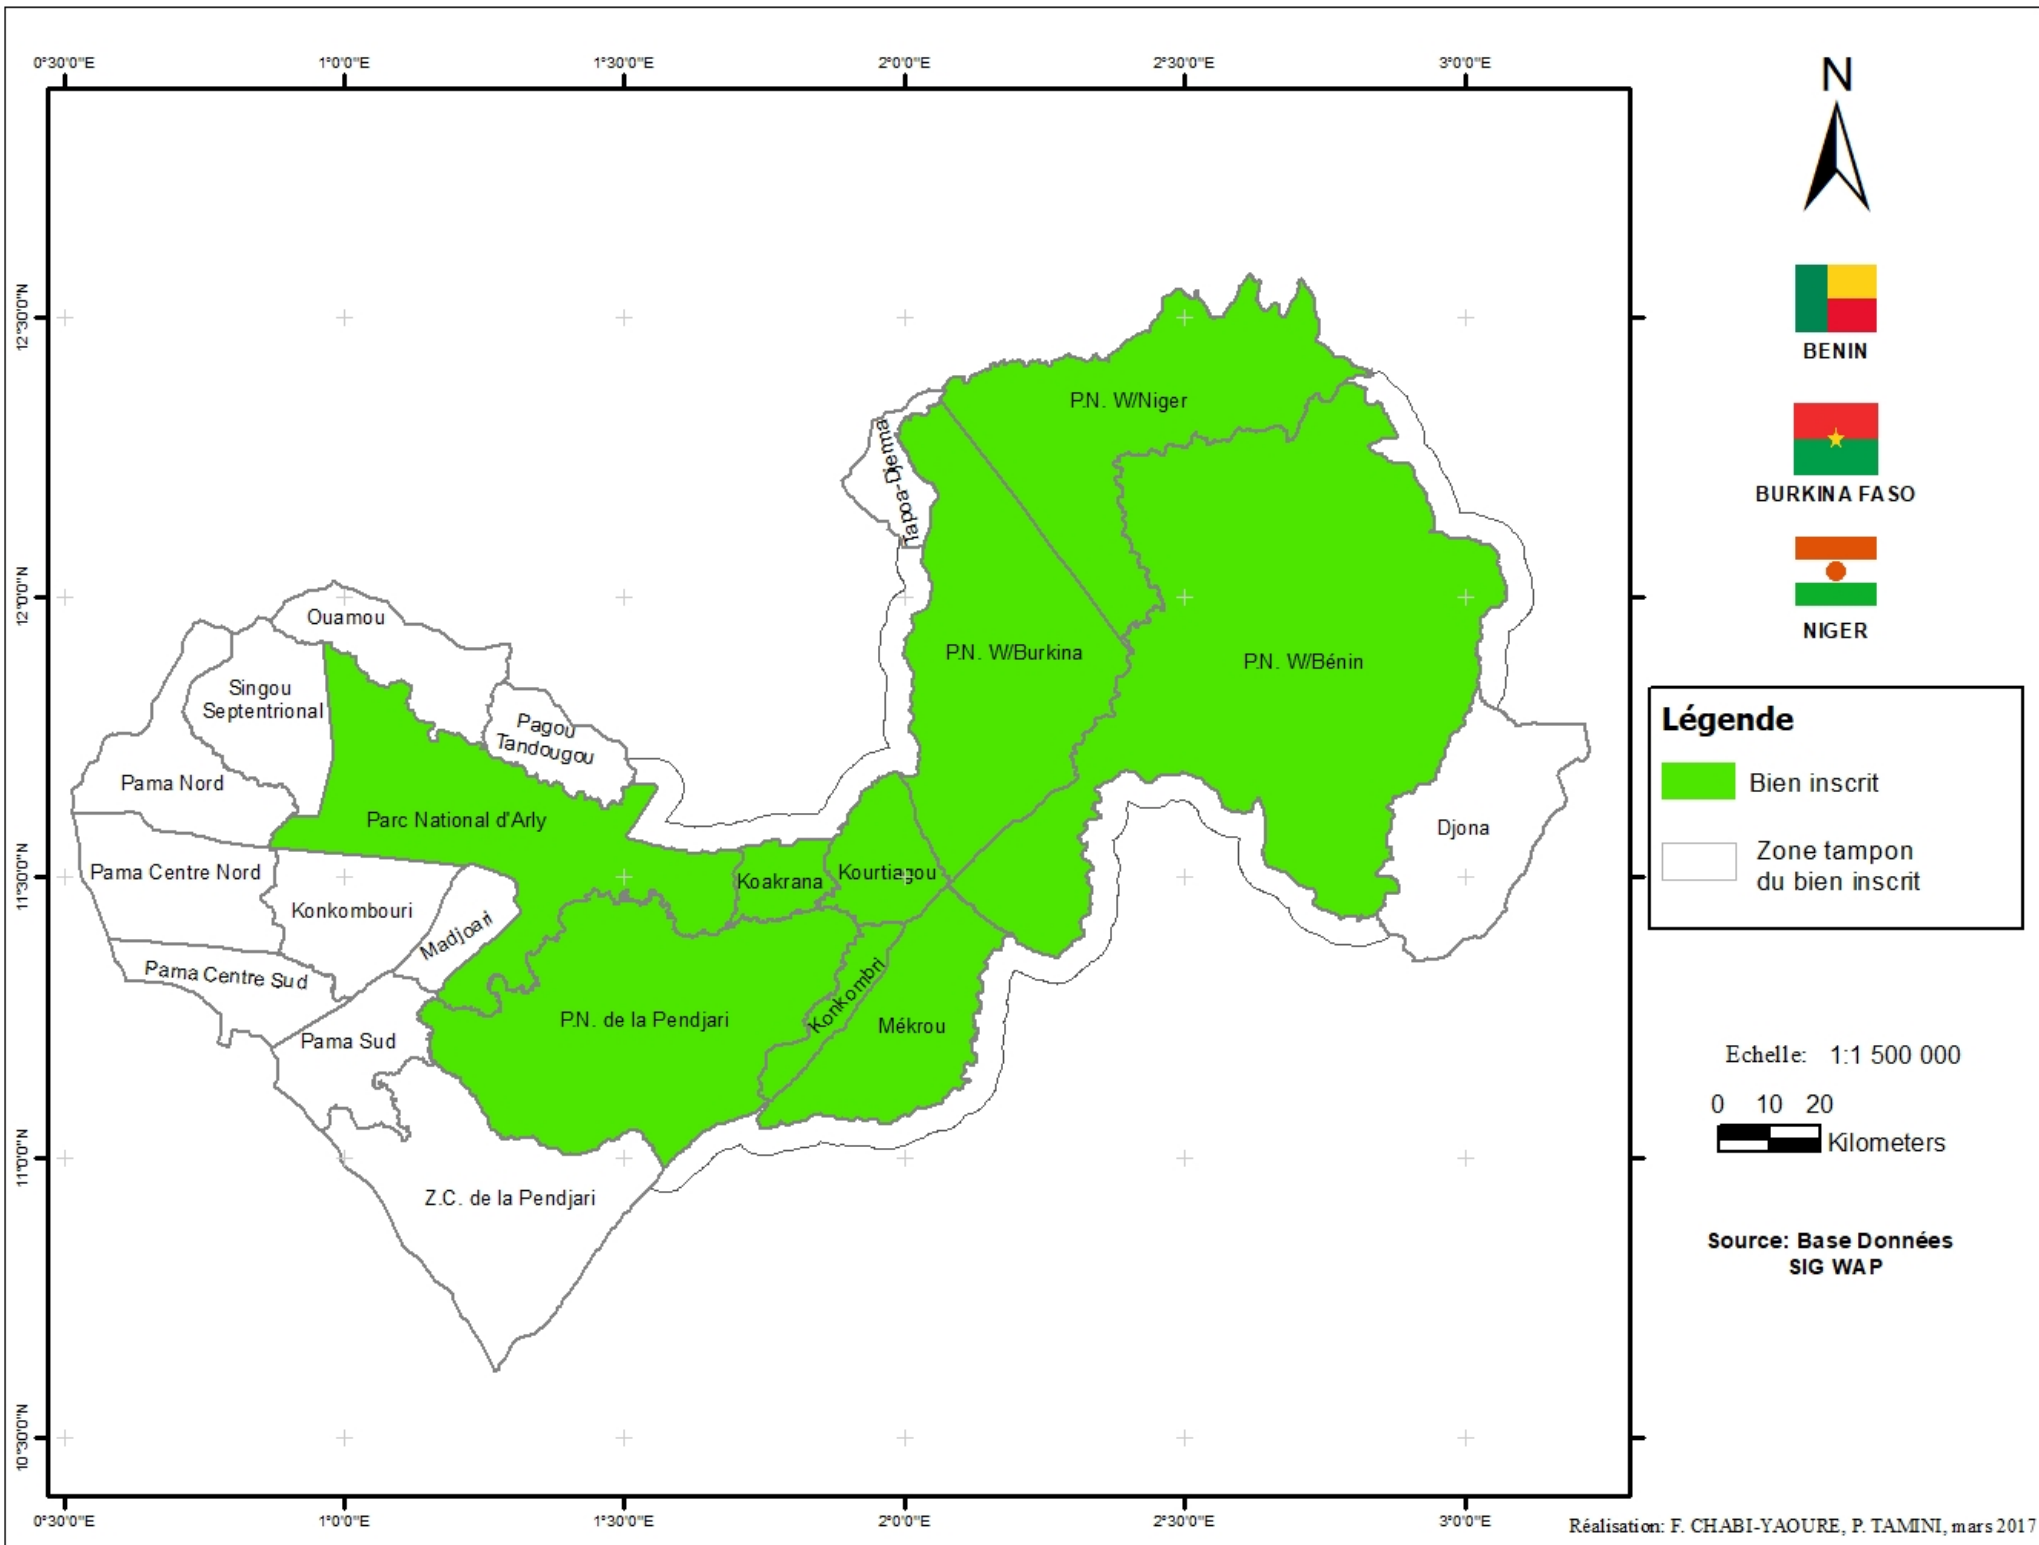 0°30'0"E 1°0'0"E 1°30'0"E 2°0'0"E 2°30'0"E 3°0'0"E
N
12°30'0"N
12°0'0"N
11°30'0"N
11°0'0"N
10°30'0"N
P.N. W/Niger
Tapoa-Djerma
Ouamou
P.N. W/Burkina
P.N. W/Bénin
Singou
Septentrional
Pagou
Tandougou
Pama Nord
Parc National d'Arly
Djona
Pama Centre Nord
Koakrana
Kourtiagou
Konkombouri
Madjoari
Pama Centre Sud
Konkombri
P.N. de la Pendjari
Mékrou
Pama Sud
Z.C. de la Pendjari
BENIN
BURKINA FASO
NIGER
Légende
Bien inscrit
Zone tampon
du bien inscrit
Echelle: 1:1 500 000
0 10 20
Kilometers
Source: Base Données
SIG WAP
0°30'0"E 1°0'0"E 1°30'0"E 2°0'0"E 2°30'0"E 3°0'0"E
Réalisation: F. CHABI-YAOURE, P. TAMINI, mars 2017